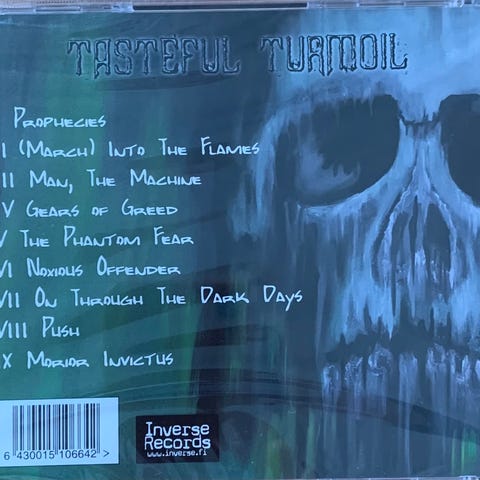 TASTEFUL TURMOIL
PROPHECIES
I (MARCH) INTO THE FLAMES
II MAN, THE MACHINE
V GEARS OF GREED
V THE PHANTOM FEAR
VI NOXIOUS OFFENDER
VII ON THROUGH THE DARK DAYS
VIII PUSH
X MORIOR INVICTUS
Inverse
Records
www.inverse.fi
6 430015 106642 >